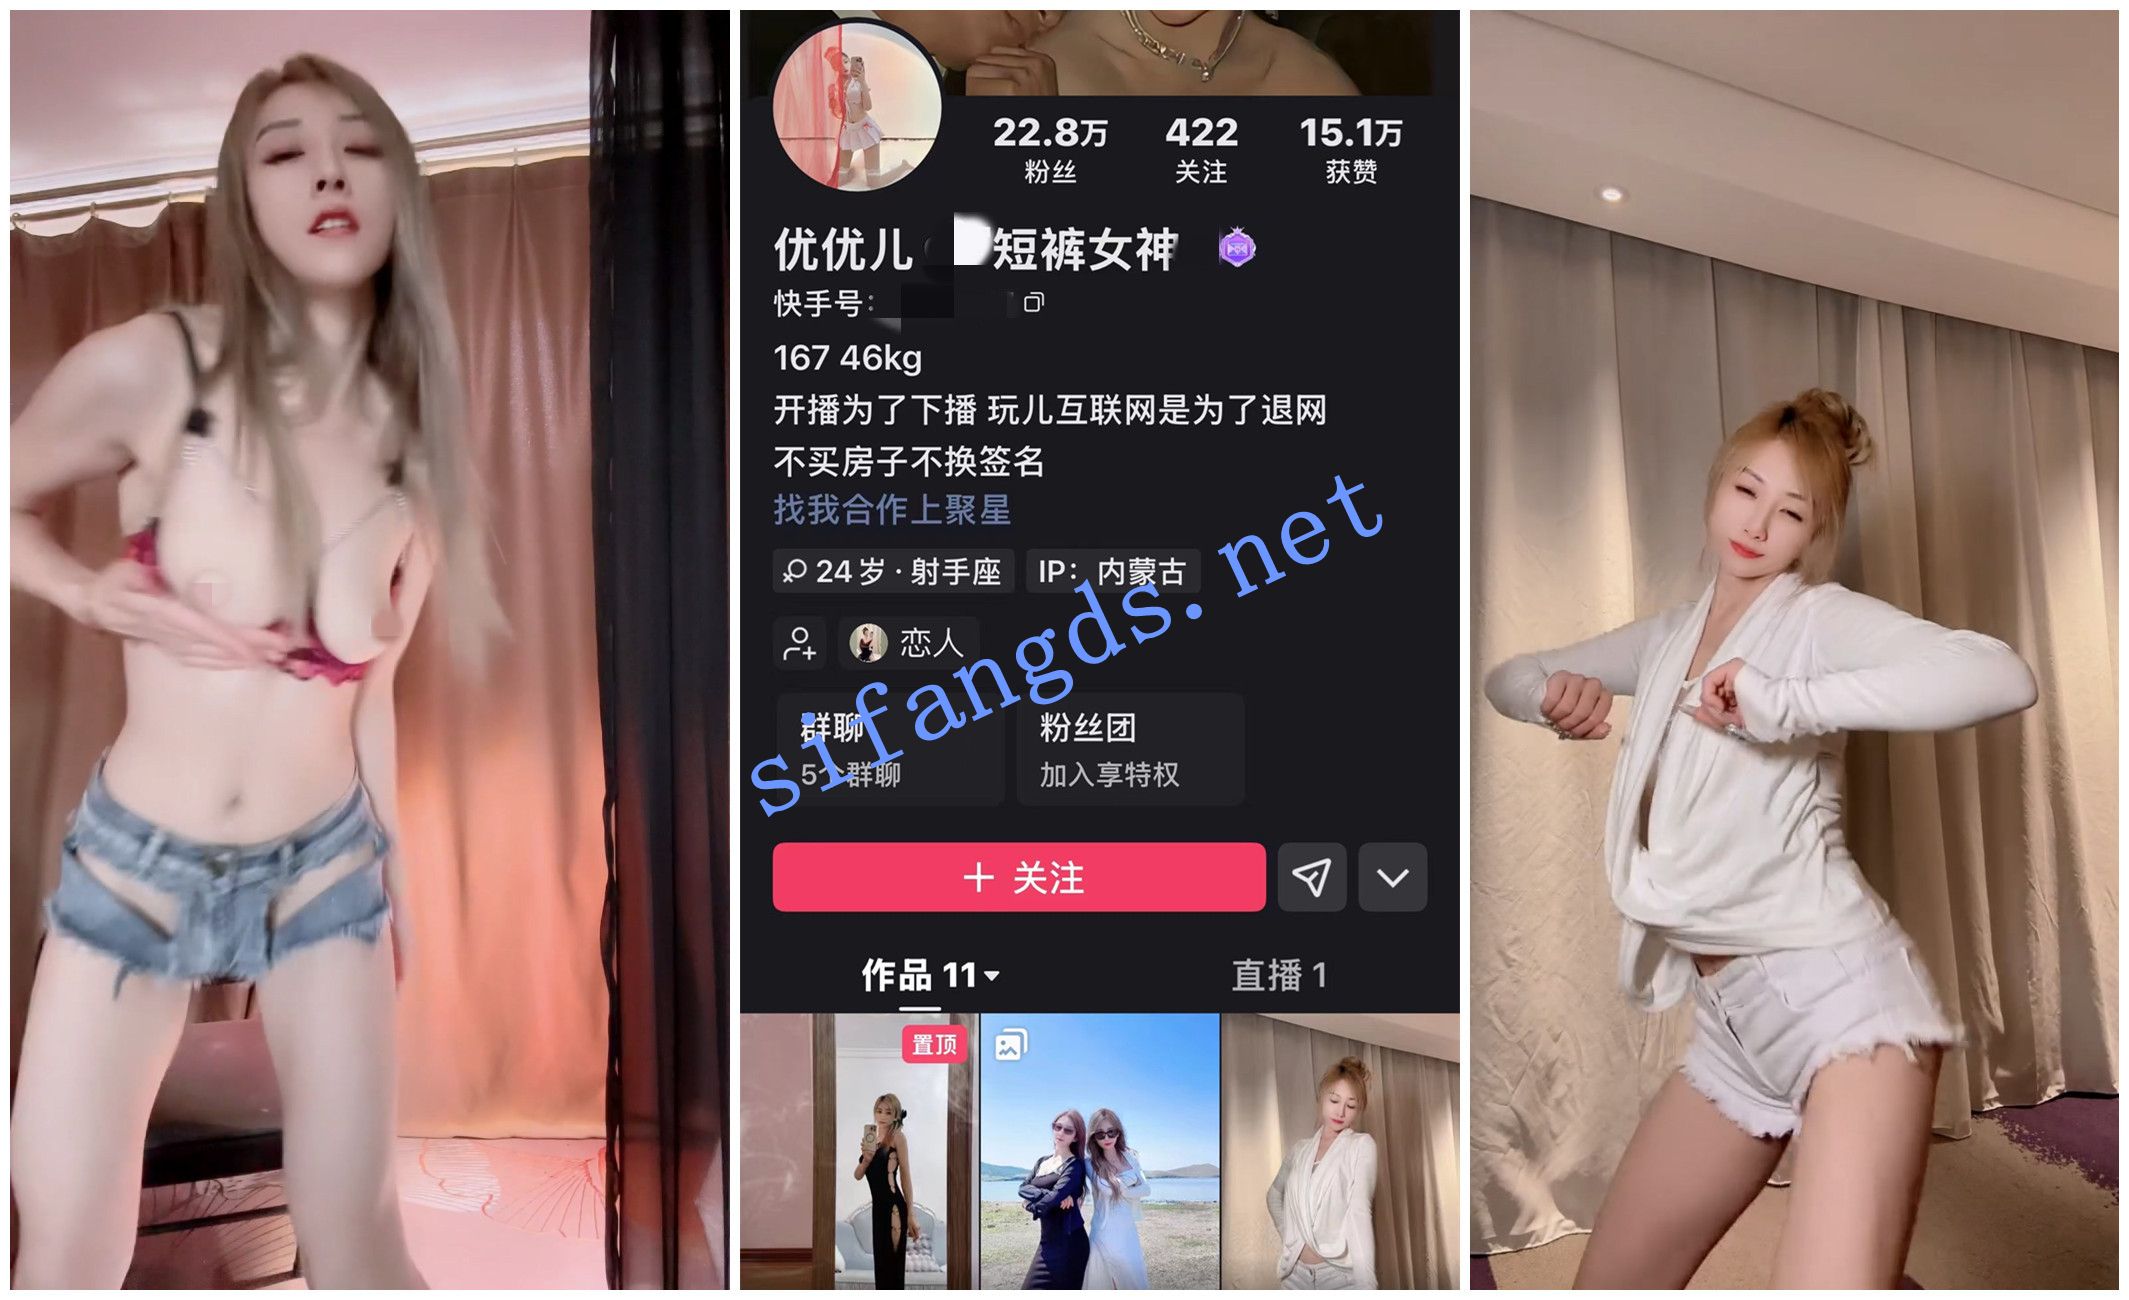 22.8万
422
15.1万
粉丝
关注
获赞
优优儿
短裤女神
快手号:
167 46kg
开播为了下播 玩儿互联网是为了退网
不买房子不换签名
找我合作上聚星
24岁·射手座
IP：内蒙古
恋人
群聊
5个群聊
粉丝团
加入享特权
sifangds.net
+ 关注
作品 11
直播 1
置顶